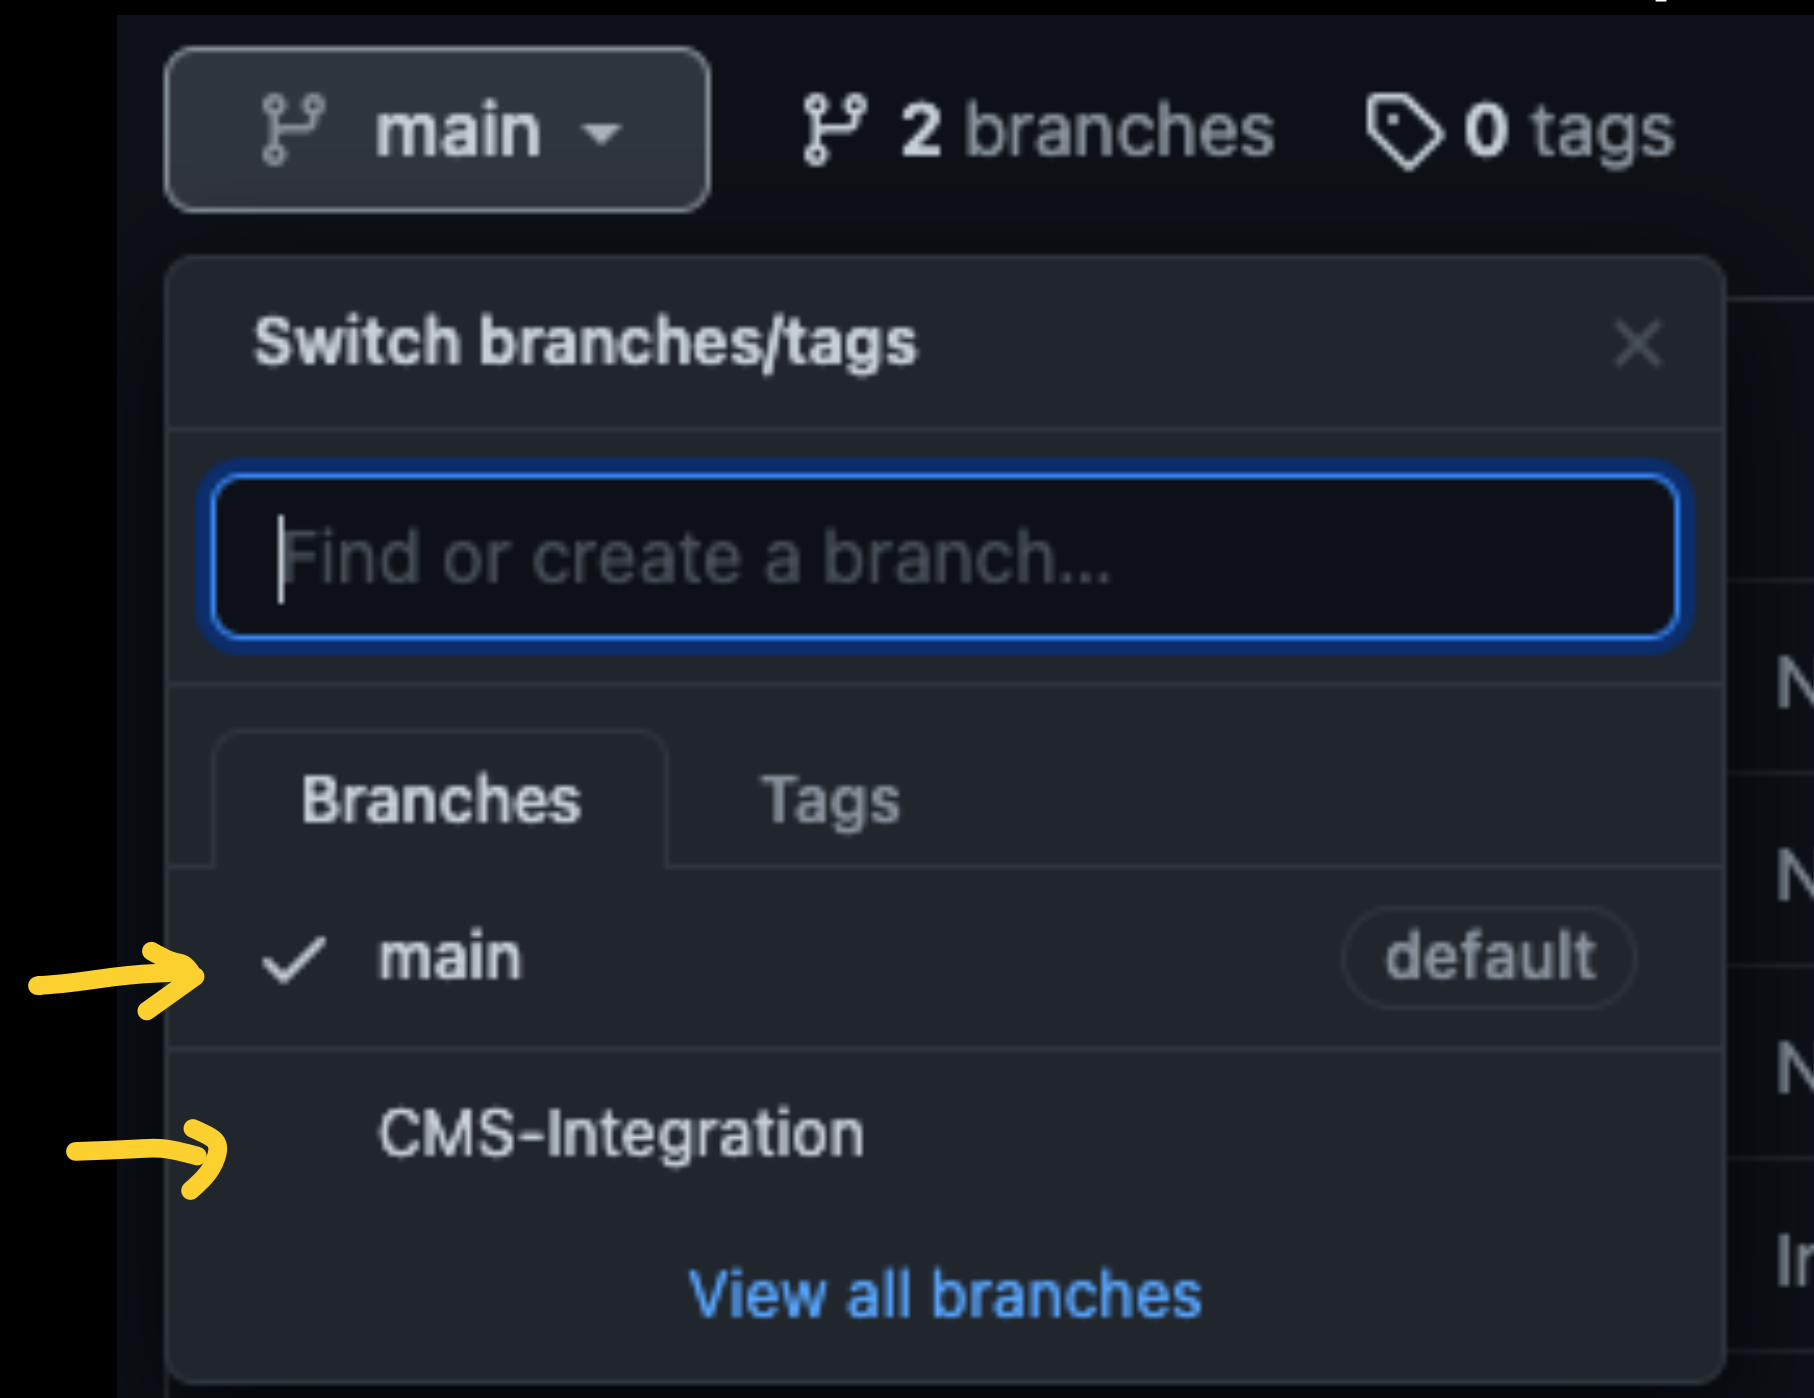 main 2 branches 0 tags
Switch branches/tags
Find or create a branch...
Branches Tags
main default
CMS-Integration
View all branches